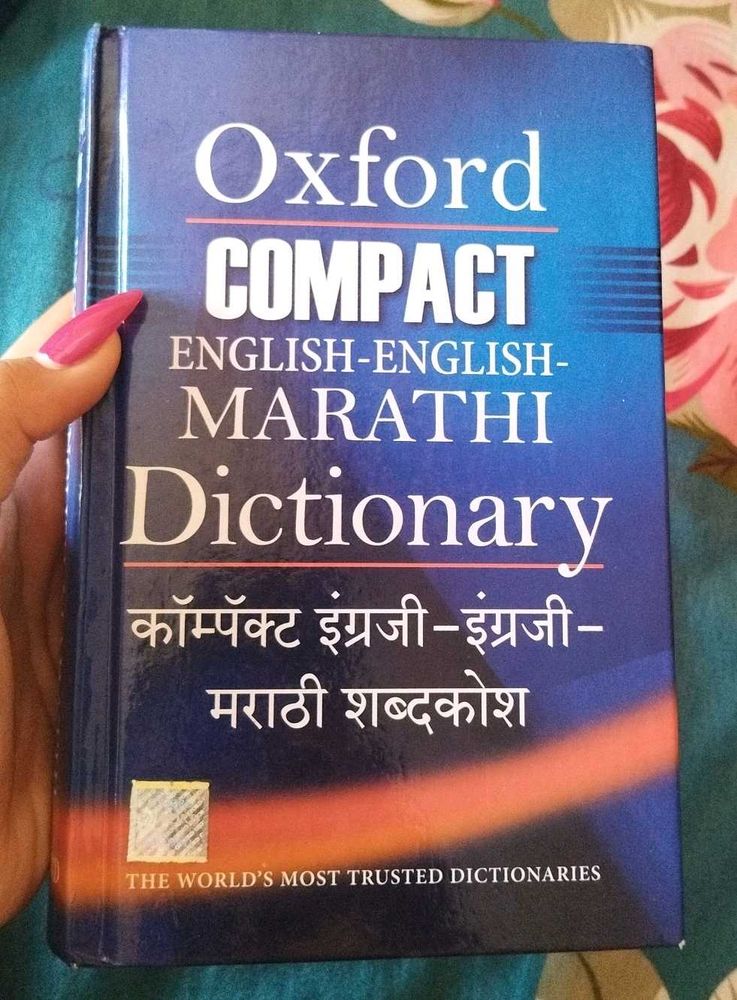 Oxford
COMPACT
ENGLISH-ENGLISH-
MARATHI
Dictionary
कॉम्पॅक्ट इंग्रजी–इंग्रजी–
मराठी शब्दकोश
THE WORLD'S MOST TRUSTED DICTIONARIES